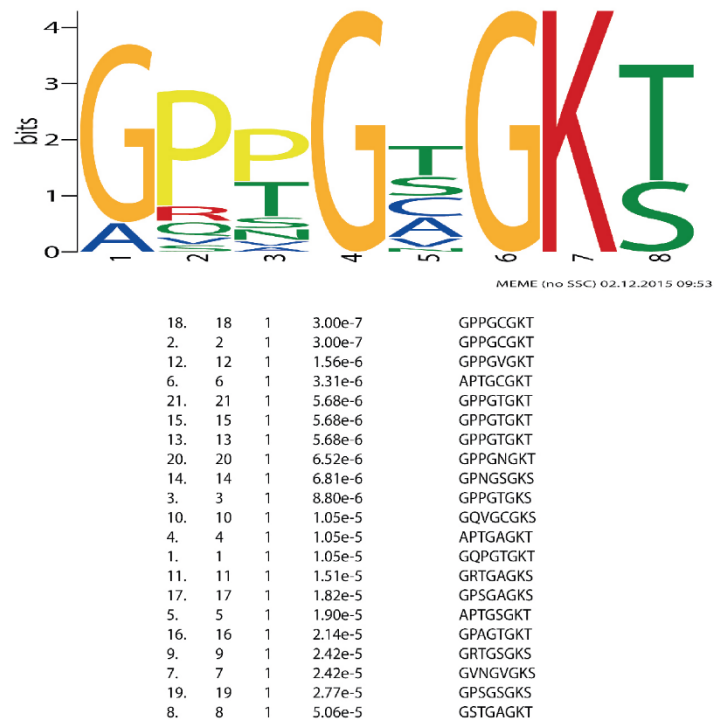 bits
4
3
2
1
0
G P P G T G K T
A R T S S
Q S C
V N A
S V V
A N
1 2 3 4 5 6 7 8
MEME (no SSC) 02.12.2015 09:53
18. 18 1 3.00e-7 GPPGCGKT
2. 2 1 3.00e-7 GPPGCGKT
12. 12 1 1.56e-6 GPPGVGKT
6. 6 1 3.31e-6 APTGCGKT
21. 21 1 5.68e-6 GPPGTGKT
15. 15 1 5.68e-6 GPPGTGKT
13. 13 1 5.68e-6 GPPGTGKT
20. 20 1 6.52e-6 GPPGNGKT
14. 14 1 6.81e-6 GPNGSGKS
3. 3 1 8.80e-6 GPPGTGKS
10. 10 1 1.05e-5 GQVGCGKS
4. 4 1 1.05e-5 APTGAGKT
1. 1 1 1.05e-5 GQPGTGKT
11. 11 1 1.51e-5 GRTGAGKS
17. 17 1 1.82e-5 GPSGAGKS
5. 5 1 1.90e-5 APTGSGKT
16. 16 1 2.14e-5 GPAGTGKT
9. 9 1 2.42e-5 GRTGSGKS
7. 7 1 2.42e-5 GVNGVGKS
19. 19 1 2.77e-5 GPSGSGKS
8. 8 1 5.06e-5 GSTGAGKT